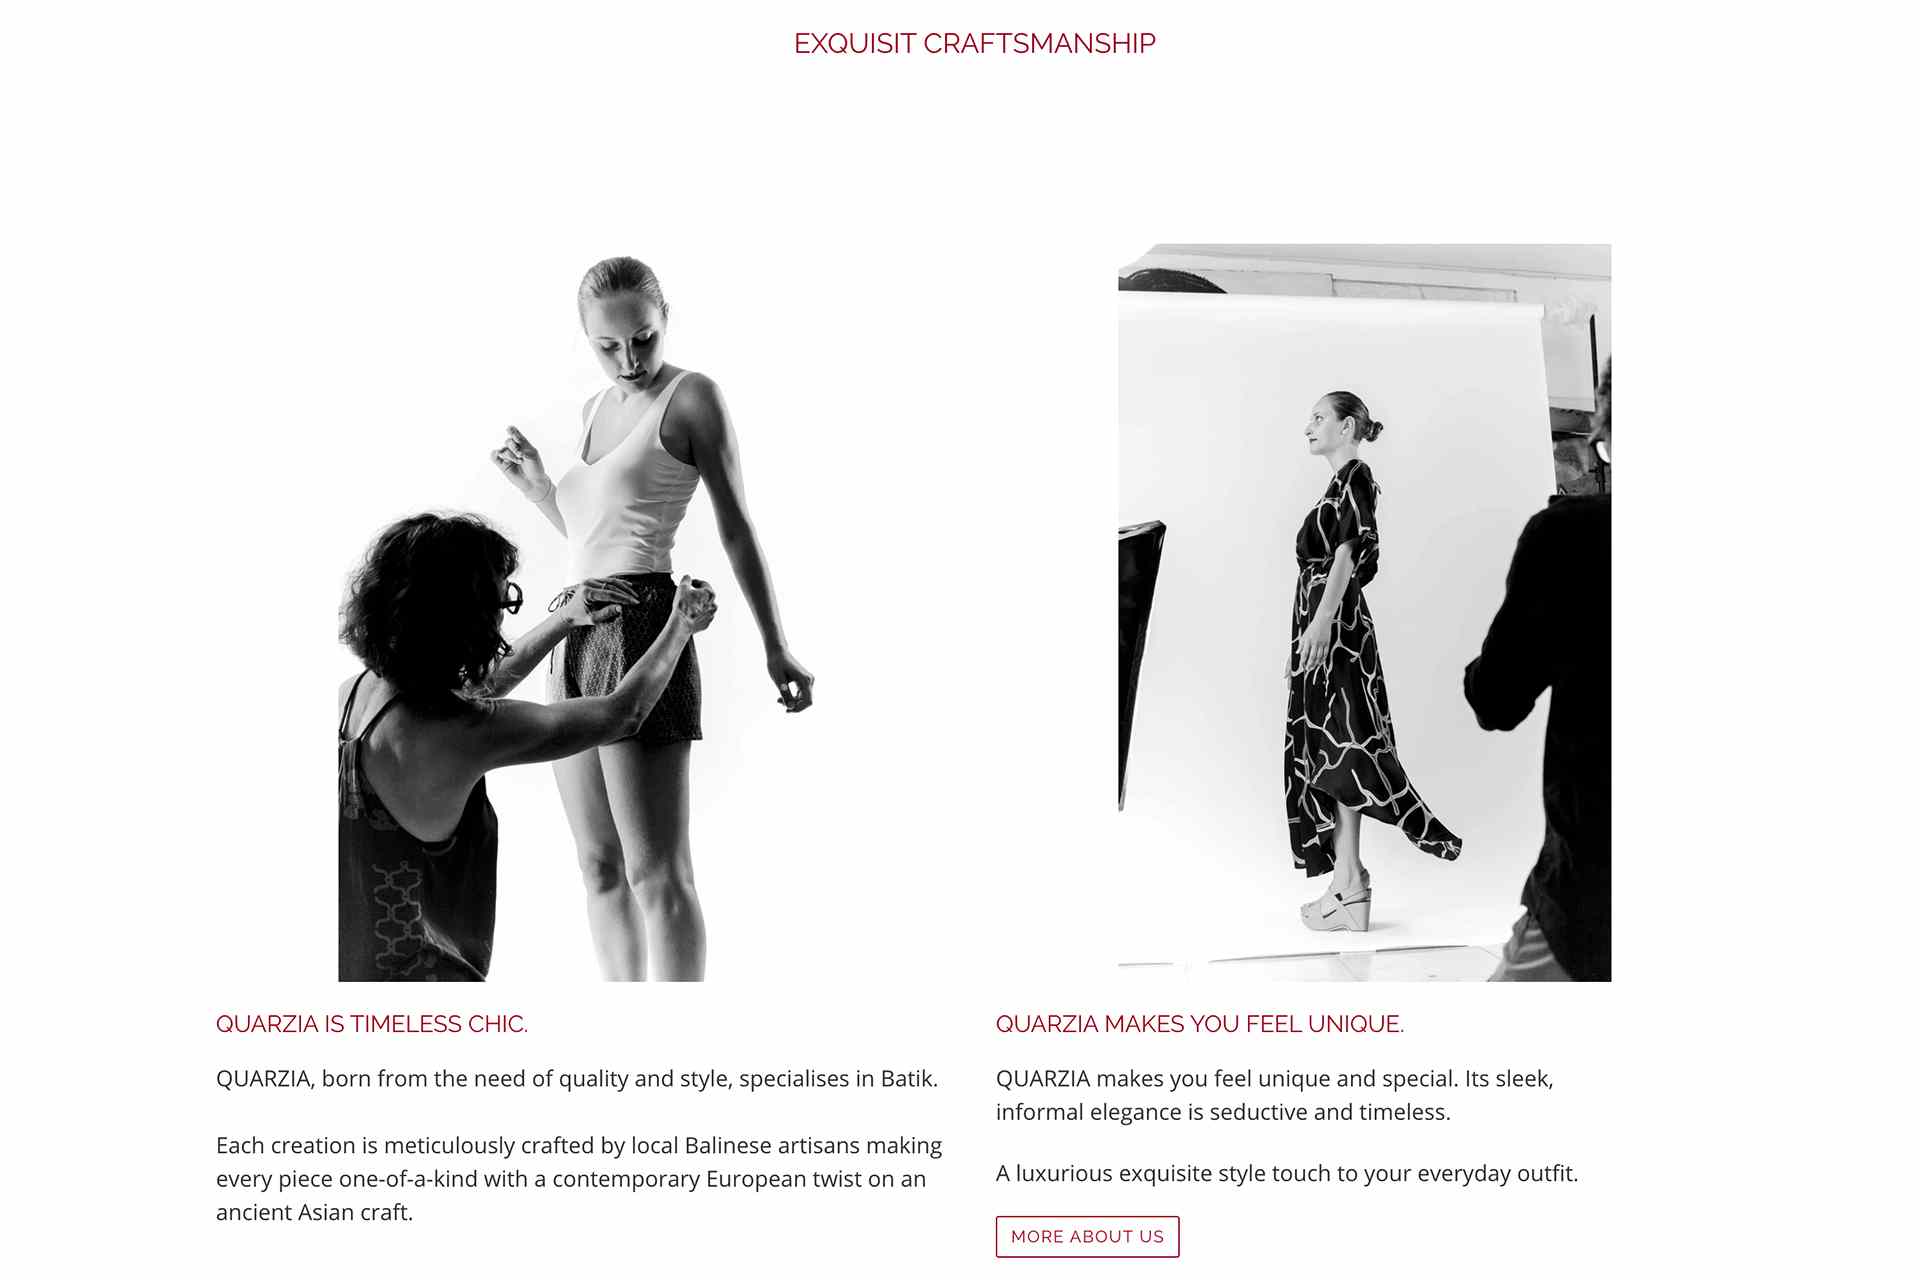 EXQUISIT CRAFTSMANSHIP
QUARZIA IS TIMELESS CHIC.
QUARZIA, born from the need of quality and style, specialises in Batik.
Each creation is meticulously crafted by local Balinese artisans making
every piece one-of-a-kind with a contemporary European twist on an
ancient Asian craft.
QUARZIA MAKES YOU FEEL UNIQUE.
QUARZIA makes you feel unique and special. Its sleek,
informal elegance is seductive and timeless.
A luxurious exquisite style touch to your everyday outfit.
MORE ABOUT US